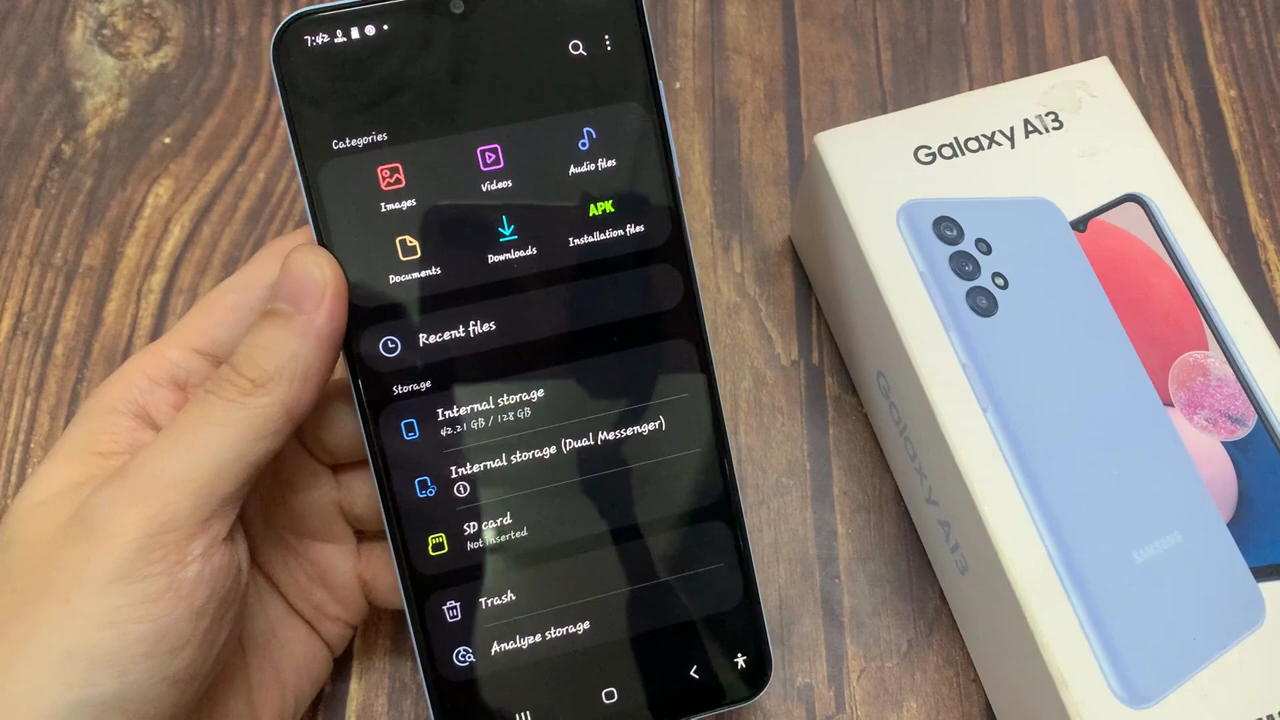 7:42
Categories
Images
Videos
Audio files
Documents
Downloads
APK
Installation files
Recent files
Storage
Internal storage
42.21 GB / 128 GB
Internal storage (Dual Messenger)
SD card
Not inserted
Trash
Analyze storage
Galaxy A13
SAMSUNG
Galaxy A13